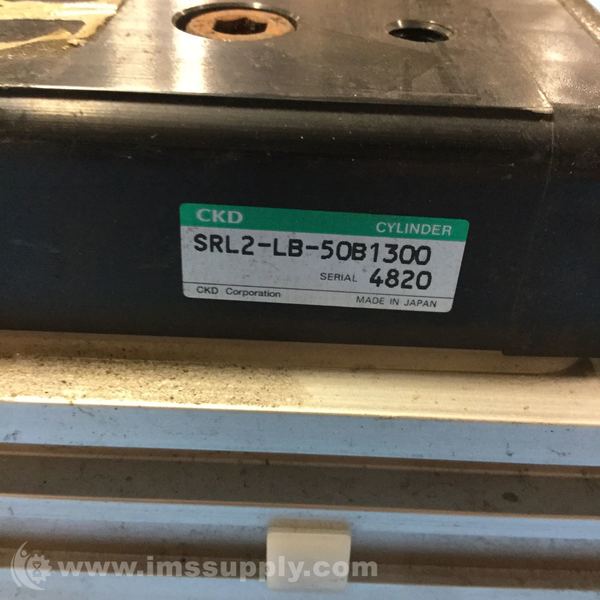 CKD CYLINDER
SRL2-LB-50B1300
SERIAL 4820
CKD Corporation MADE IN JAPAN
www.imssupply.com